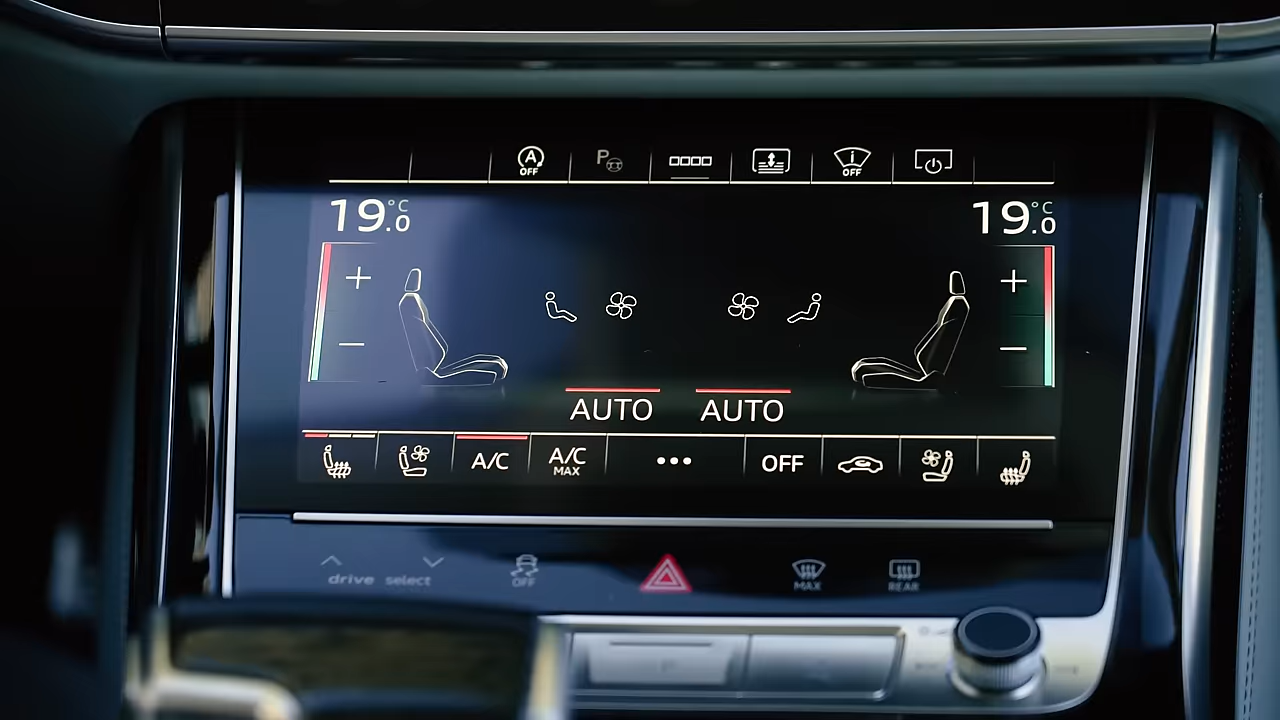 A OFF P i OFF
19.0 °C 19.0 °C
AUTO AUTO
A/C A/C MAX OFF
drive select OFF MAX REAR